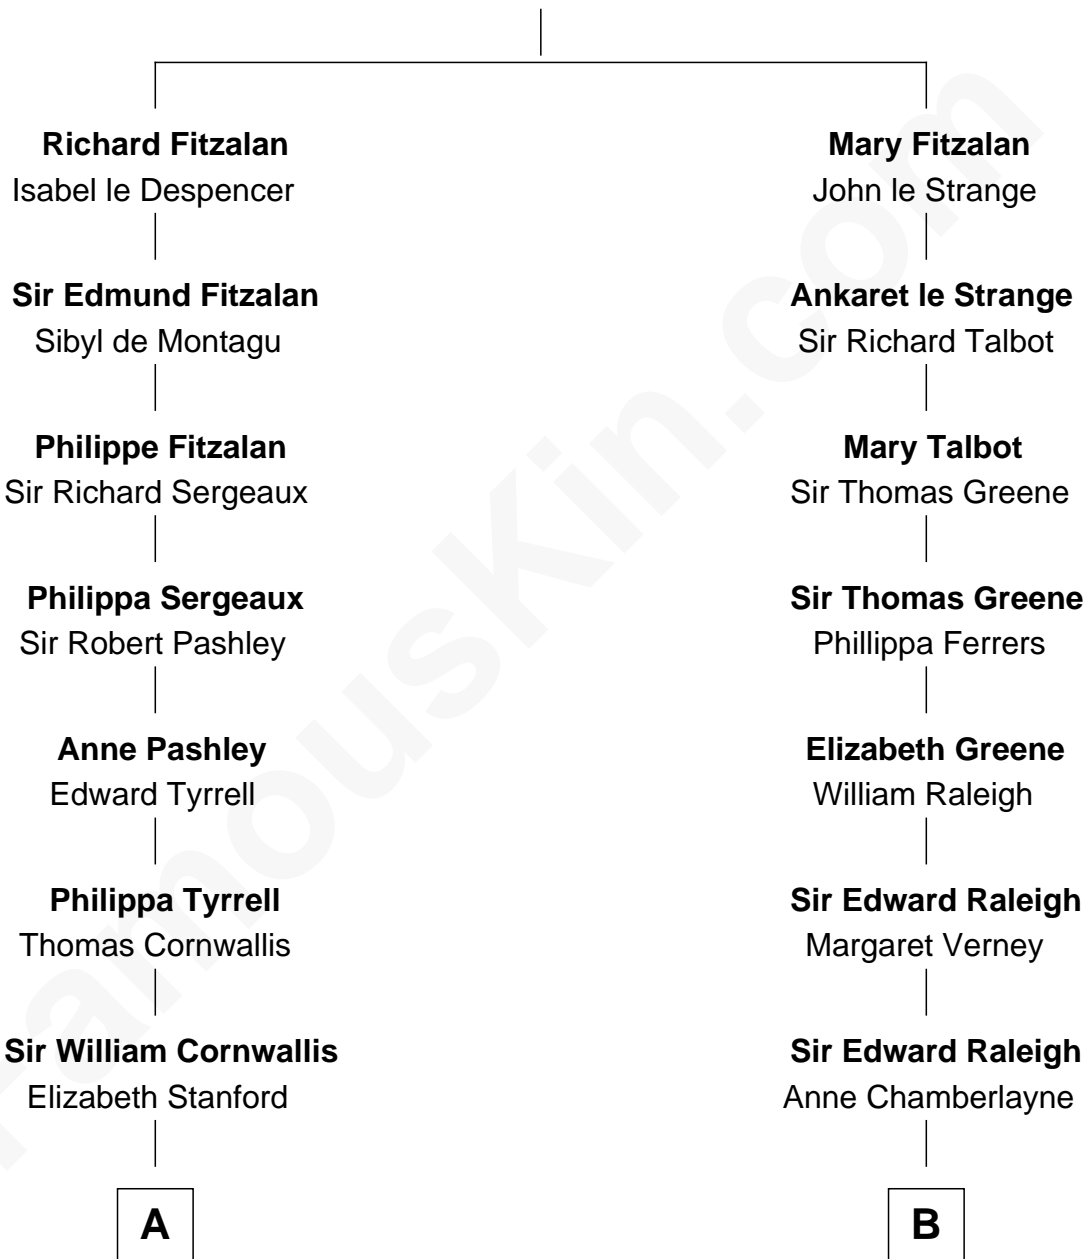 Richard Fitzalan
Isabel le Despencer
Mary Fitzalan
John le Strange
Sir Edmund Fitzalan
Sibyl de Montagu
Ankaret le Strange
Sir Richard Talbot
Philippe Fitzalan
Sir Richard Sergeaux
Mary Talbot
Sir Thomas Greene
Philippa Sergeaux
Sir Robert Pashley
Sir Thomas Greene
Phillippa Ferrers
Anne Pashley
Edward Tyrrell
Elizabeth Greene
William Raleigh
Philippa Tyrrell
Thomas Cornwallis
Sir Edward Raleigh
Margaret Verney
Sir William Cornwallis
Elizabeth Stanford
Sir Edward Raleigh
Anne Chamberlayne
A
B
FamousKin.com